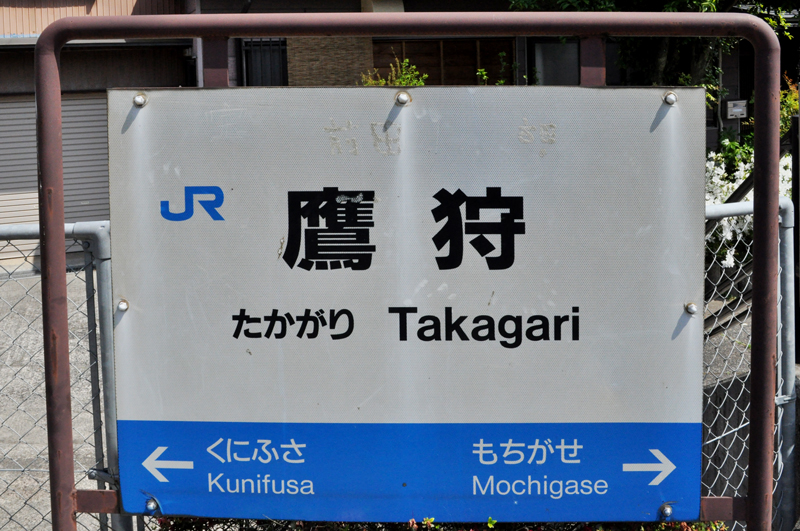 JR
鷹狩
たかがり Takagari
← くにふさ もちがせ →
Kunifusa Mochigase